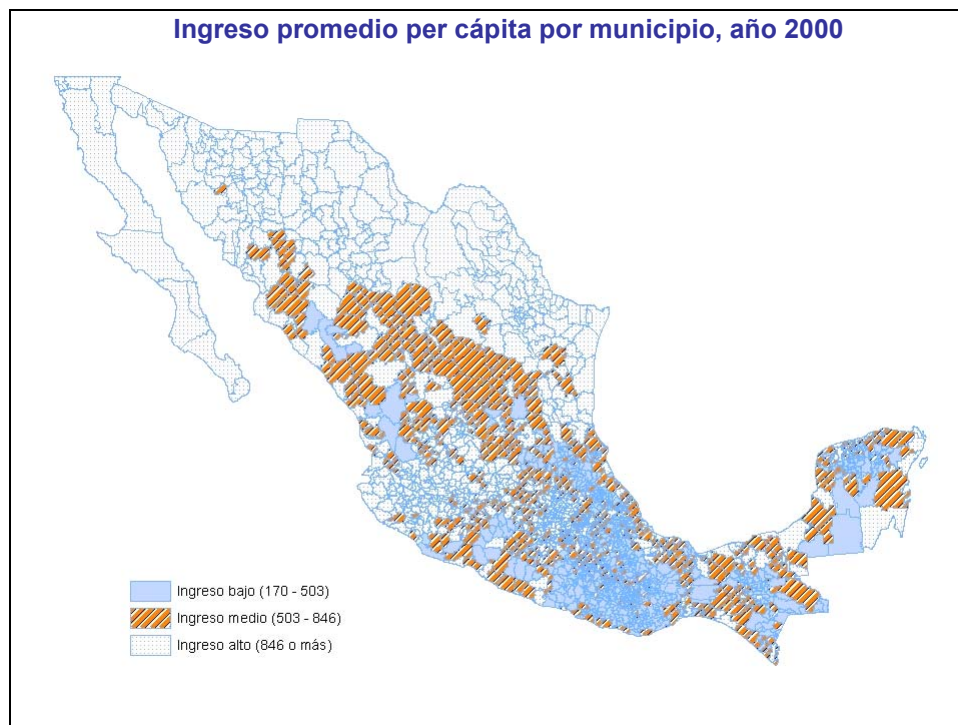 Ingreso promedio per cápita por municipio, año 2000
Ingreso bajo (170 - 503)
Ingreso medio (503 - 846)
Ingreso alto (846 o más)